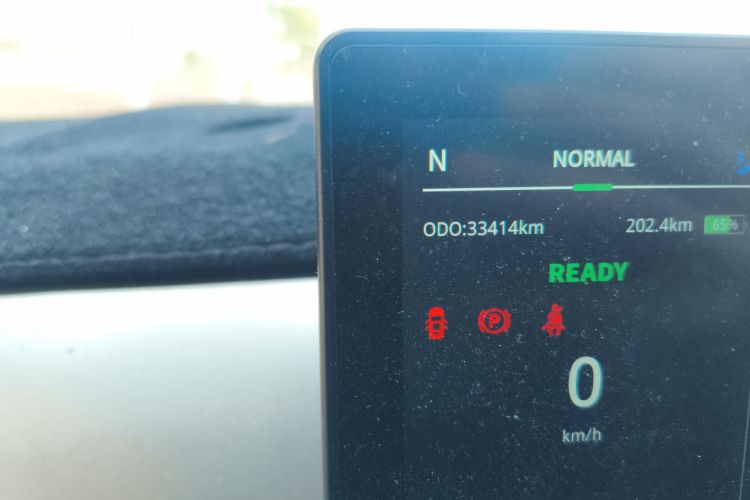 N NORMAL
ODO:33414km 202.4km 65%
READY
P
0
km/h